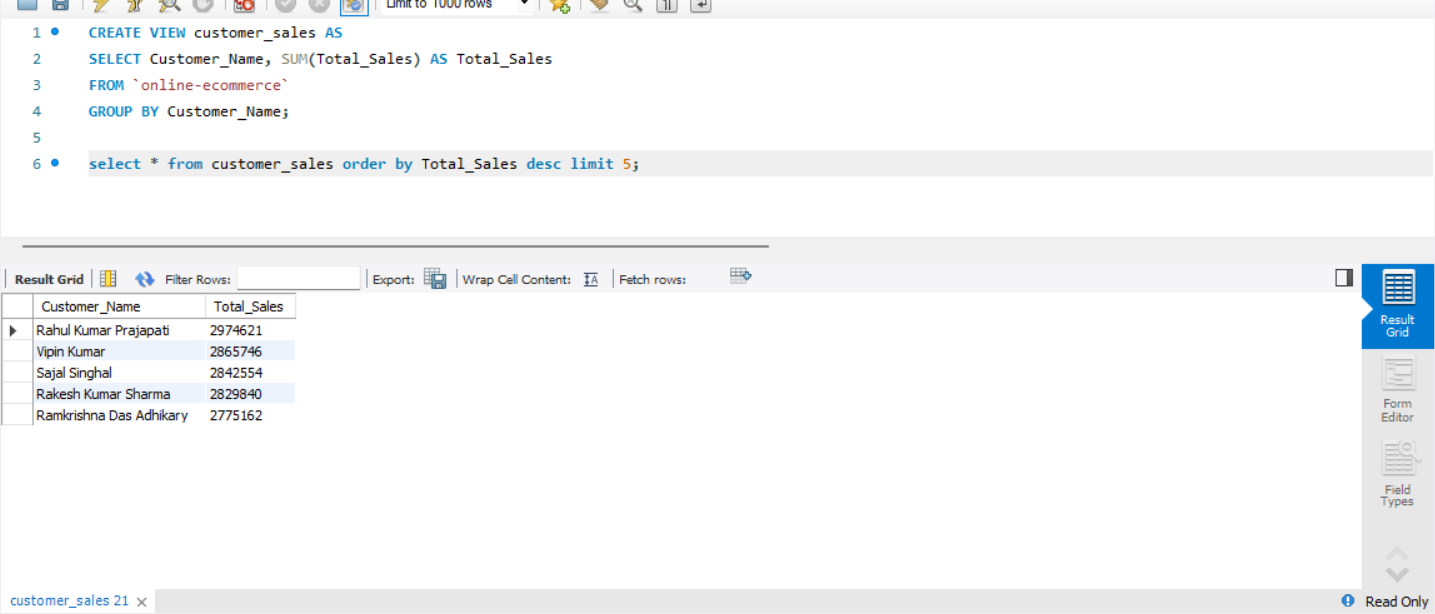 Limit to 1000 rows
1 CREATE VIEW customer_sales AS
2 SELECT Customer_Name, SUM(Total_Sales) AS Total_Sales
3 FROM `online-ecommerce`
4 GROUP BY Customer_Name;
5
6 select * from customer_sales order by Total_Sales desc limit 5;
Result Grid Filter Rows: Export: Wrap Cell Content: Fetch rows:
Customer_Name Total_Sales
Rahul Kumar Prajapati 2974621
Vipin Kumar 2865746
Sajal Singhal 2842554
Rakesh Kumar Sharma 2829840
Ramkrishna Das Adhikary 2775162
Result
Grid
Form
Editor
Field
Types
customer_sales 21
Read Only